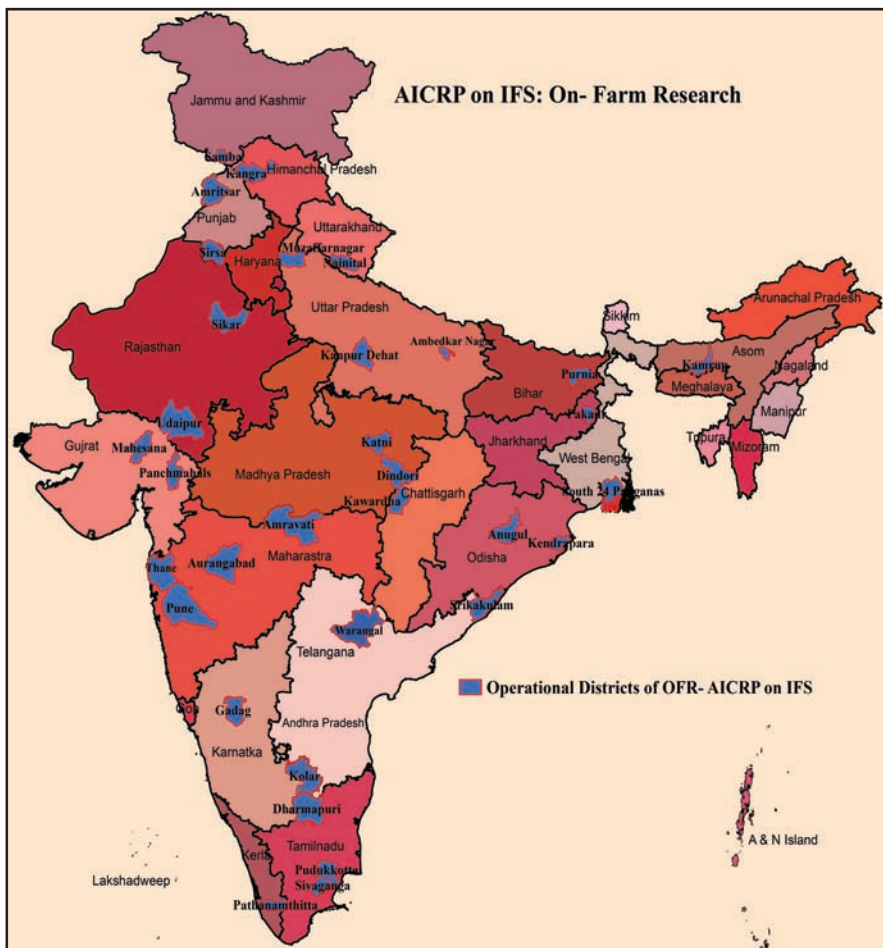 AICRP on IFS: On- Farm Research
Jammu and Kashmir
Samba
Kangra
Himanchal Pradesh
Amritsar
Punjab
Uttarakhand
Sirsa
Haryana
Muzaffarnagar
Nainital
Arunachal Pradesh
Uttar Pradesh
Sikkim
Sikar
Rajasthan
Kanpur Dehat
Ambedkar Nagar
Asom
Kamrup
Nagaland
Purnia
Bihar
Meghalaya
Pakur
Manipur
Udaipur
Gujrat
Mahesana
Katni
Jharkhand
Tripura
Mizoram
West Bengal
Panchmahals
Madhya Pradesh
Dindori
Kawardha
Chattisgarh
South 24 Parganas
Amravati
Anugul
Kendrapara
Maharastra
Odisha
Thane
Aurangabad
Pune
Srikakulam
Warangal
Telangana
Operational Districts of OFR- AICRP on IFS
Goa
Gadag
Andhra Pradesh
Karnatka
Kolar
Dharmapuri
A & N Island
Kerla
Tamilnadu
Pudukkotta
Sivaganga
Lakshadweep
Pathanamthitta